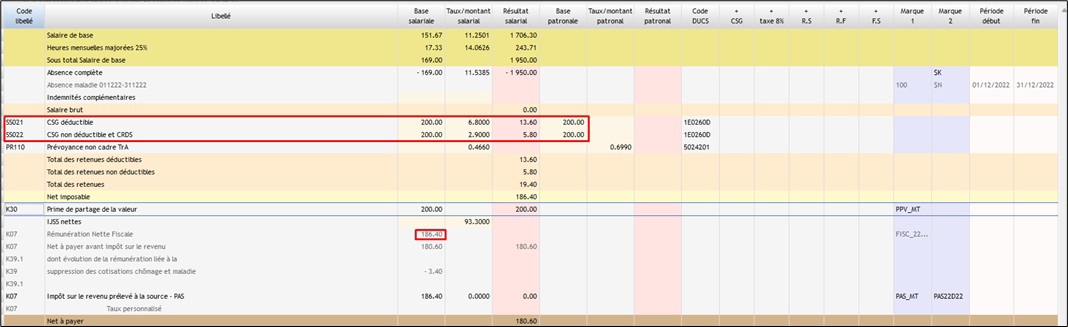 Code libellé Libellé Base salariale Taux/montant salarial Résultat salarial Base patronale Taux/montant patronal Résultat patronal Code DUCS + CSG + taxe 8% + R.S + R.F + F.S Marque 1 Marque 2 Période début Période fin
Salaire de base 151.67 11.2501 1 706.30
Heures mensuelles majorées 25% 17.33 14.0626 243.71
Sous total Salaire de base 169.00 1 950.00
Absence complète - 169.00 11.5385 - 1 950.00 $K
Absence maladie 011222-311222 100 $N 01/12/2022 31/12/2022
Indemnités complémentaires
Salaire brut 0.00
SS021 CSG déductible 200.00 6.8000 13.60 200.00 1E0260D
SS022 CSG non déductible et CRDS 200.00 2.9000 5.80 200.00 1E0260D
PR110 Prévoyance non cadre TrA 0.4660 0.6990 5024201
Total des retenues déductibles 13.60
Total des retenues non déductibles 5.80
Total des retenues 19.40
Net imposable 186.40
K30 Prime de partage de la valeur 200.00 200.00 PPV_MT
IJSS nettes 93.3000
K07 Rémunération Nette Fiscale 186.40 FISC_22...
K07 Net à payer avant impôt sur le revenu 180.60 180.60
K39.1 dont évolution de la rémunération liée à la
K39 suppression des cotisations chômage et maladie - 3.40
K39.1
K07 Impôt sur le revenu prélevé à la source - PAS 186.40 0.0000 0.00 PAS_MT PAS22D22
K07 Taux personnalisé
Net à payer 180.60